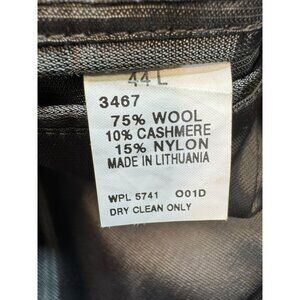 44 L
3467
75% WOOL
10% CASHMERE
15% NYLON
MADE IN LITHUANIA
WPL 5741 O01D
DRY CLEAN ONLY